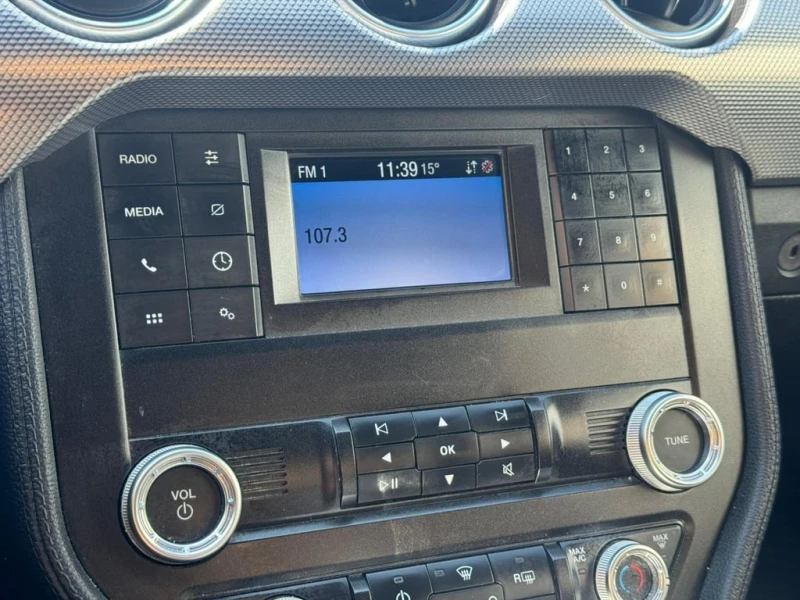 RADIO
MEDIA
FM 1 11:39 15°
107.3
1 2 3
4 5 6
7 8 9
* 0 #
OK
VOL
TUNE
MAX
A/C
MAX
R